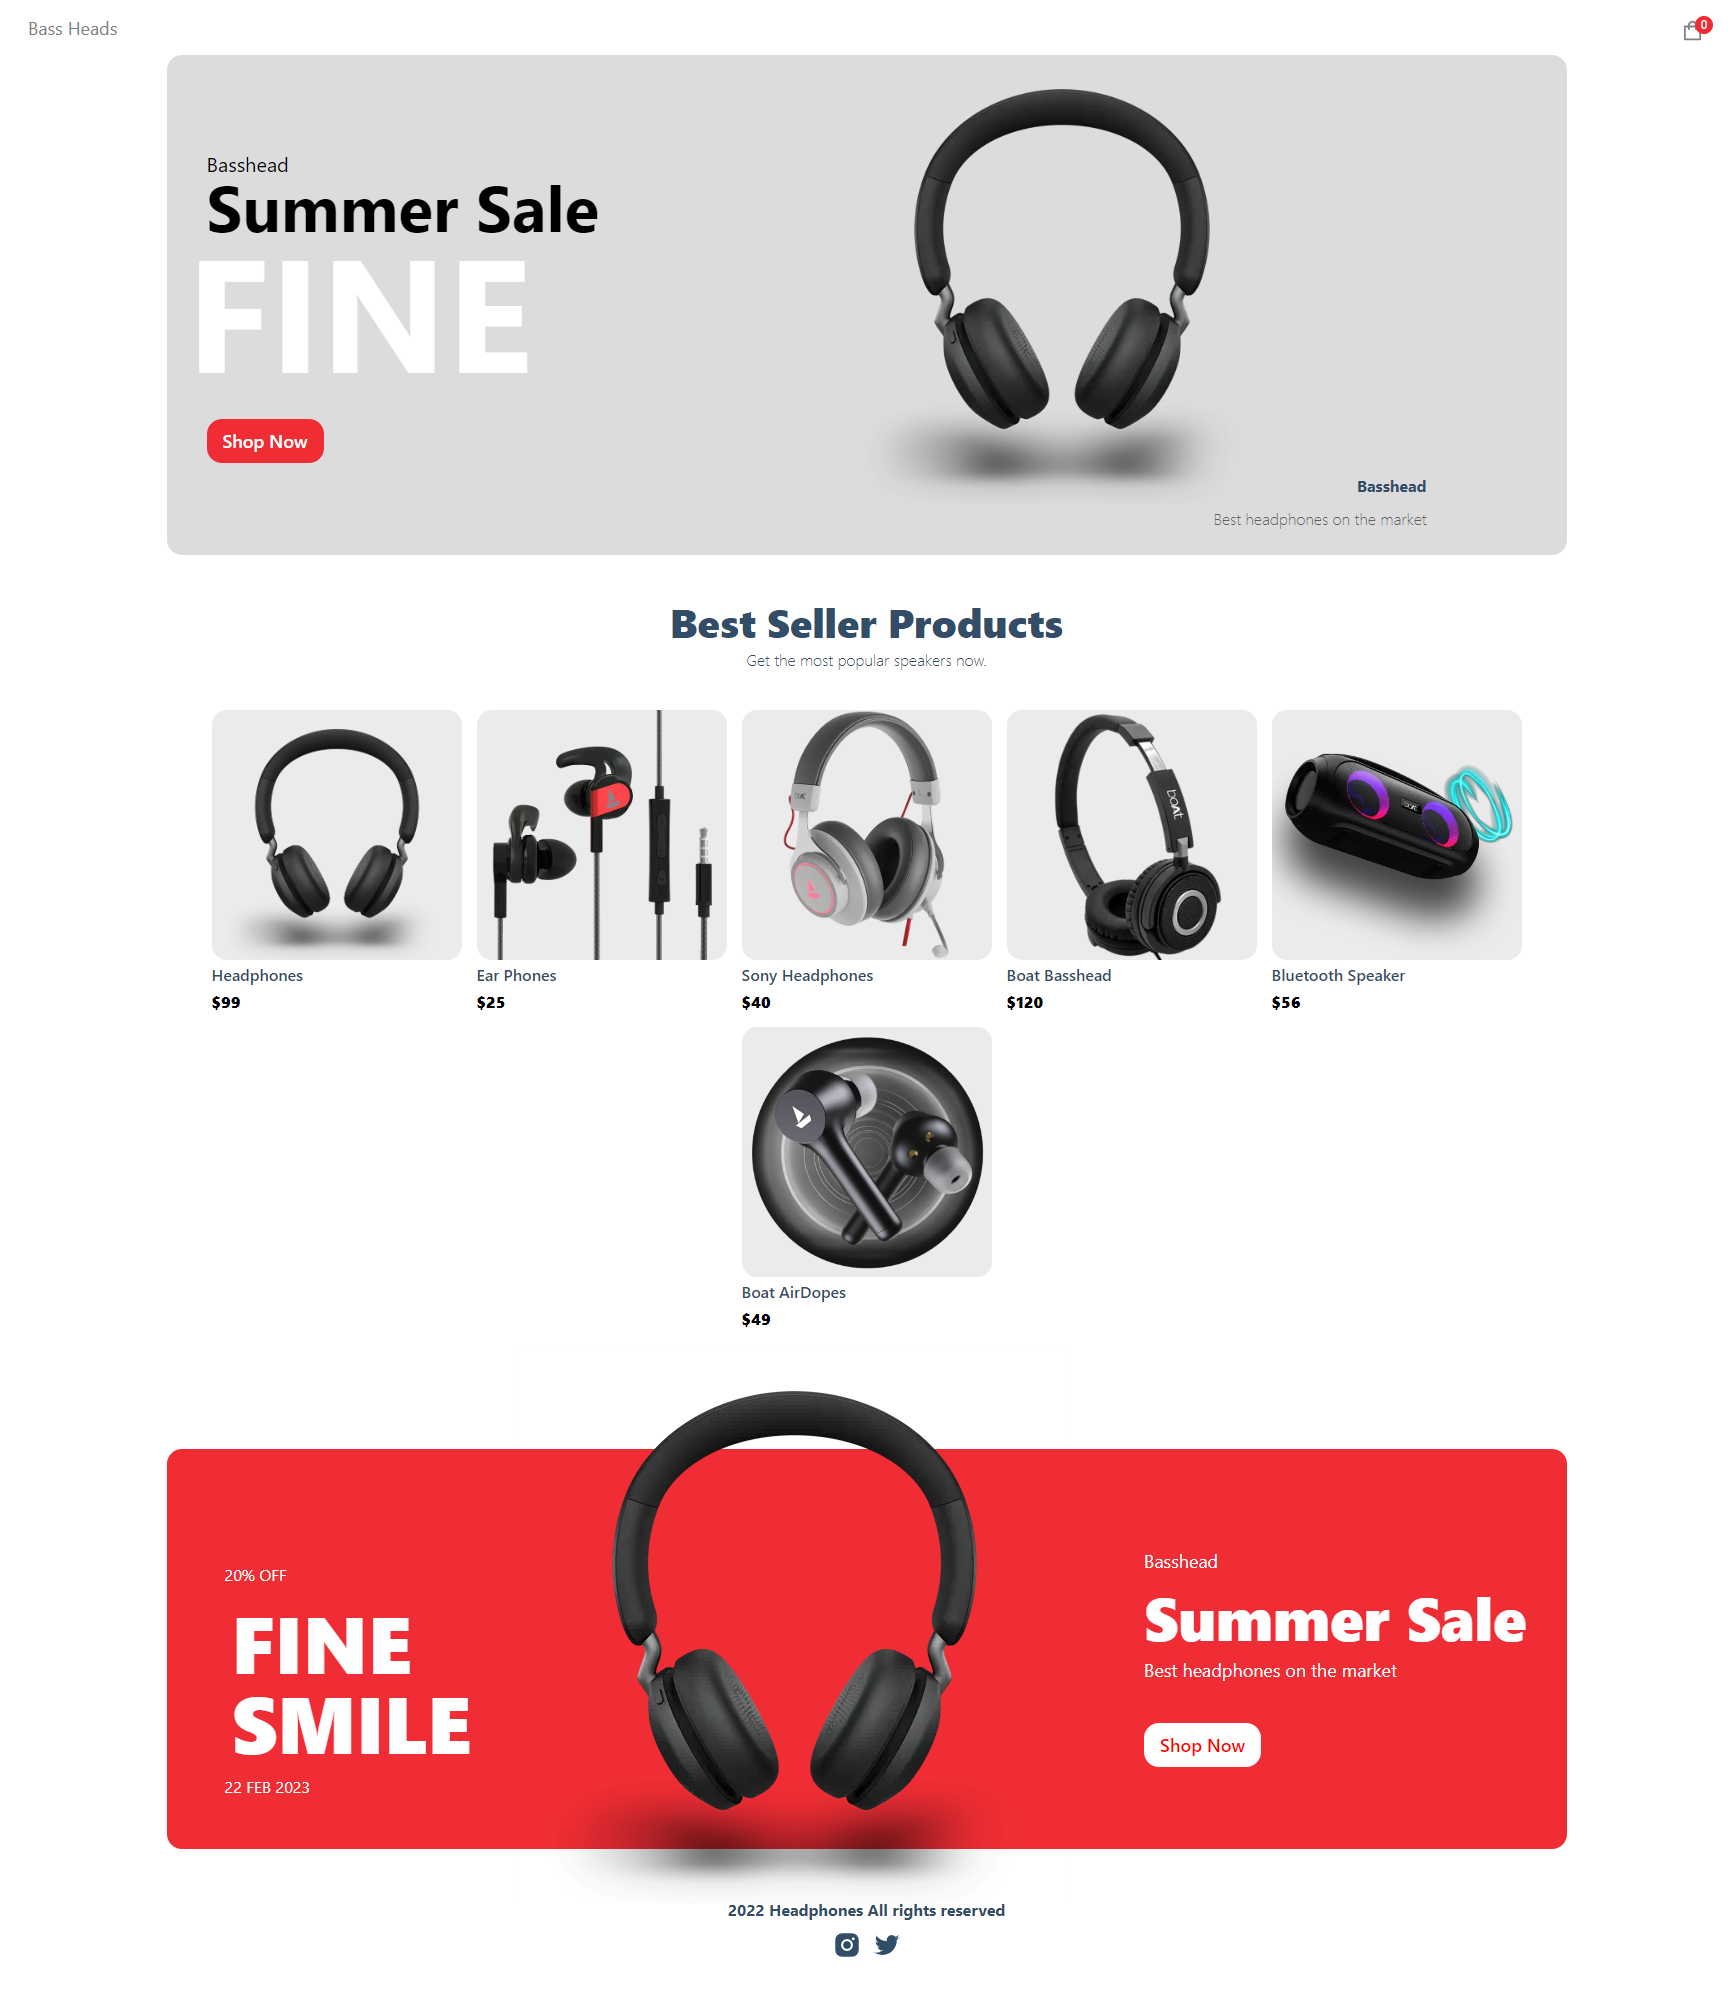 Bass Heads
0
Basshead
Summer Sale
FINE
Shop Now
Basshead
Best headphones on the market
Best Seller Products
Get the most popular speakers now.
boAt
boAt
Headphones
$99
Ear Phones
$25
Sony Headphones
$40
Boat Basshead
$120
Bluetooth Speaker
$56
Boat AirDopes
$49
20% OFF
FINE
SMILE
22 FEB 2023
Basshead
Summer Sale
Best headphones on the market
Shop Now
2022 Headphones All rights reserved